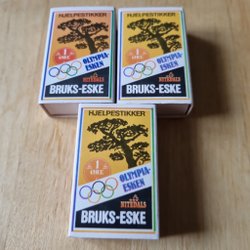 HJELPESTIKKER
1
ØRE
OLYMPIA-
ESKEN
NITEDALS
BRUKS-ESKE
HJELPESTIKKER
1
ØRE
OLYMPIA-
ESKEN
NITEDALS
BRUKS-ESKE
HJELPESTIKKER
1
ØRE
OLYMPIA-
ESKEN
NITEDALS
BRUKS-ESKE